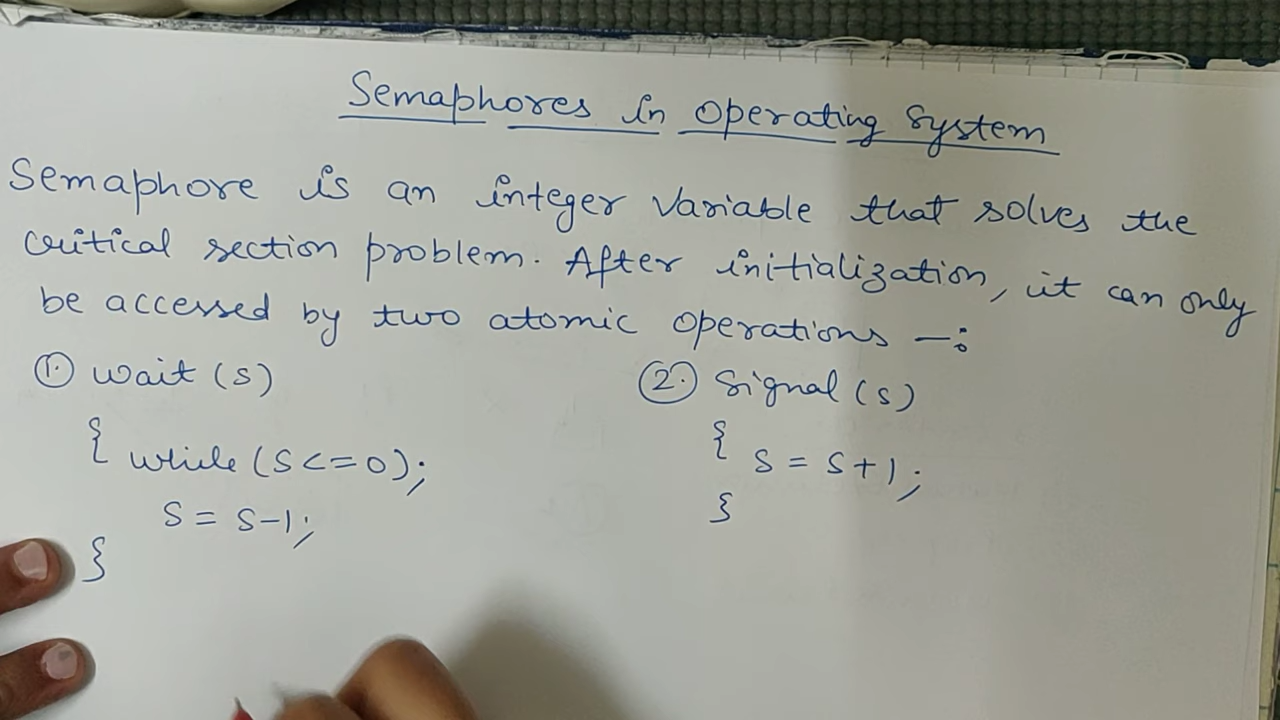 Semaphores in Operating System
Semaphore is an integer variable that solves the
critical section problem. After initialization, it can only
be accessed by two atomic operations -:
1. wait (s)
{ while (s <= 0);
s = s-1;
}
2. Signal (s)
{
s = s+1;
}